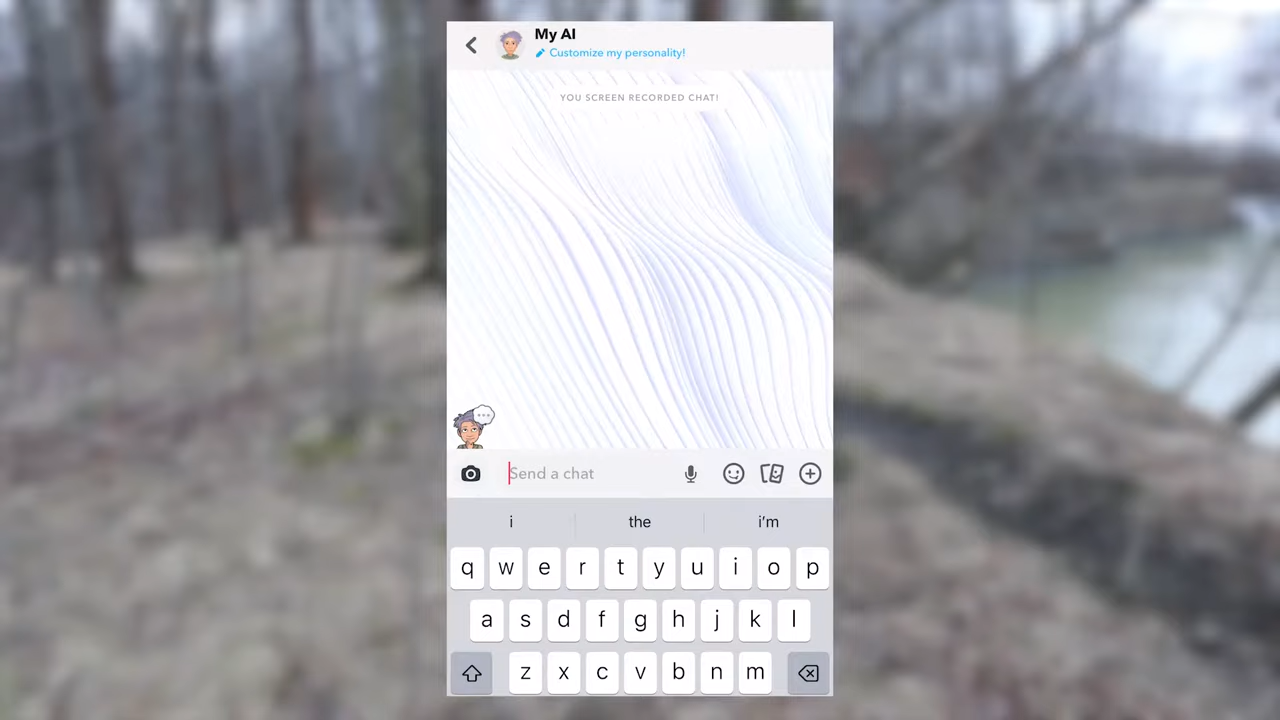 My AI
Customize my personality!
YOU SCREEN RECORDED CHAT!
Send a chat
i the i'm
q w e r t y u i o p
a s d f g h j k l
z x c v b n m